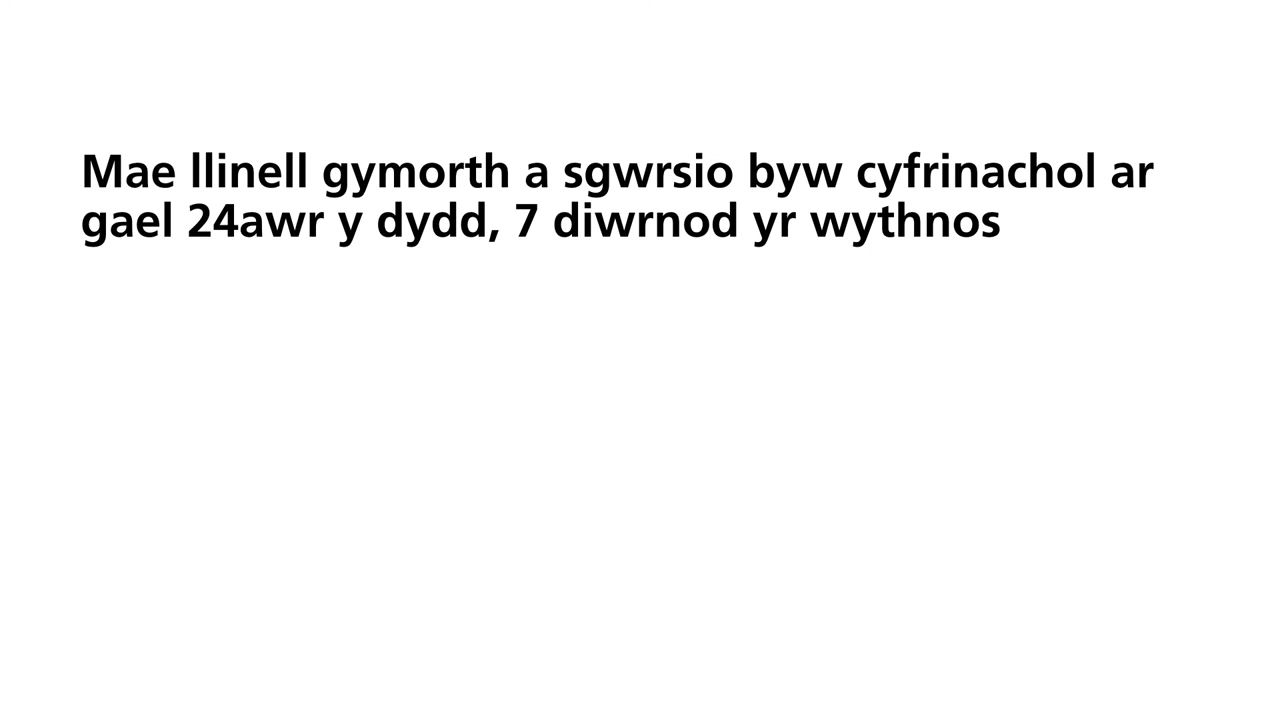 Mae llinell gymorth a sgwrsio byw cyfrinachol ar
gael 24awr y dydd, 7 diwrnod yr wythnos